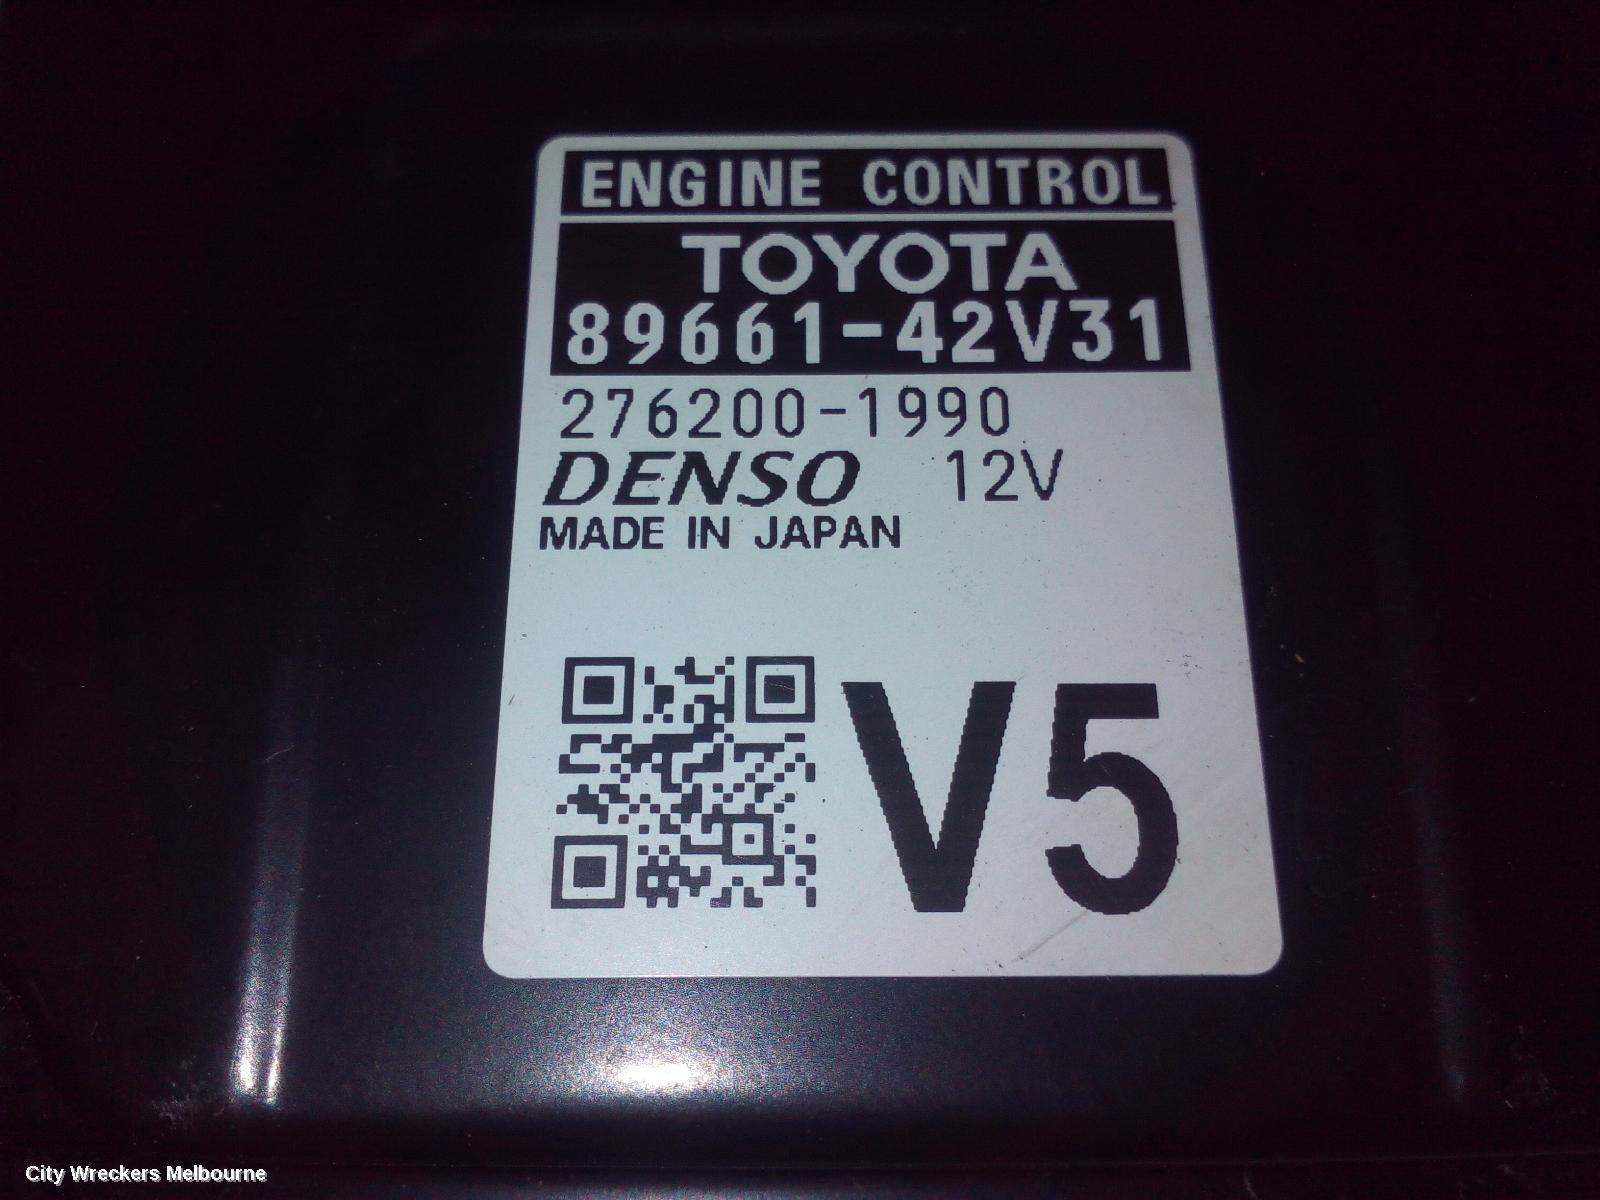 ENGINE CONTROL
TOYOTA
89661-42V31
276200-1990
DENSO 12V
MADE IN JAPAN
V5
City Wreckers Melbourne